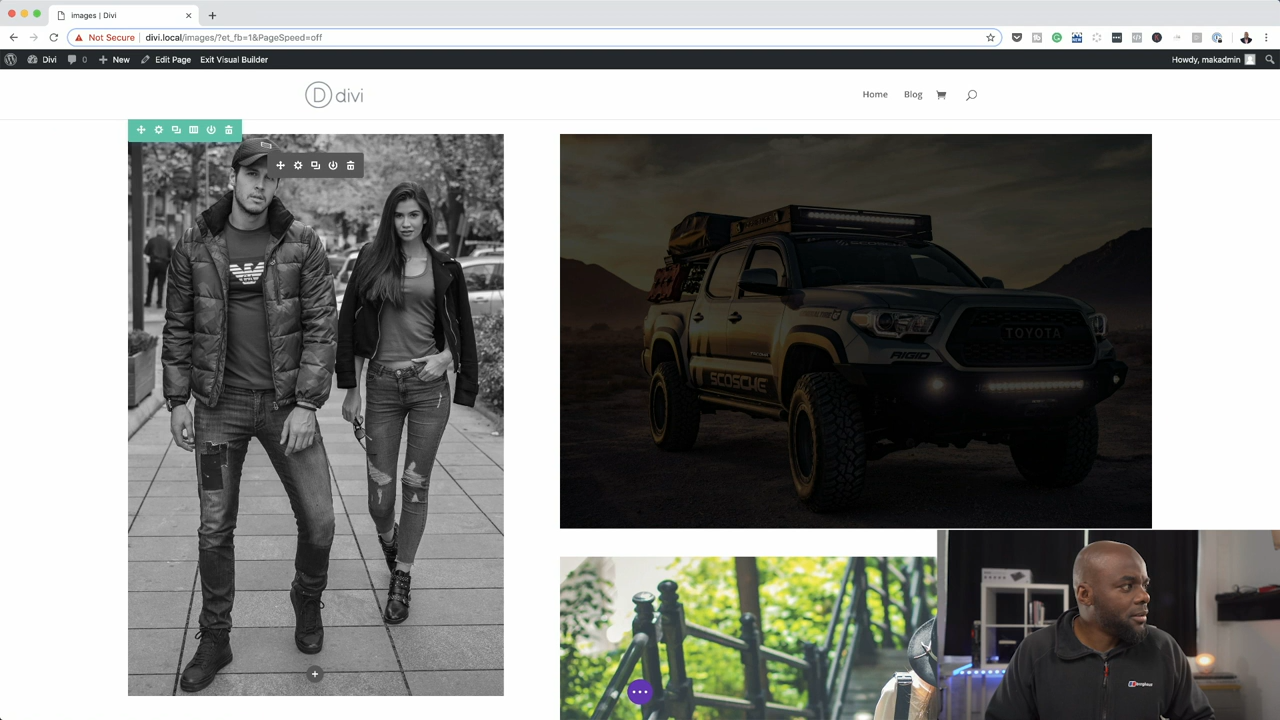 images | Divi
Not Secure
divi.local/images/?et_fb=1&PageSpeed=off
Divi
0
New
Edit Page
Exit Visual Builder
Howdy, makadmin
D divi
Home
Blog
TOYOTA
RIGID
SCOSCHE